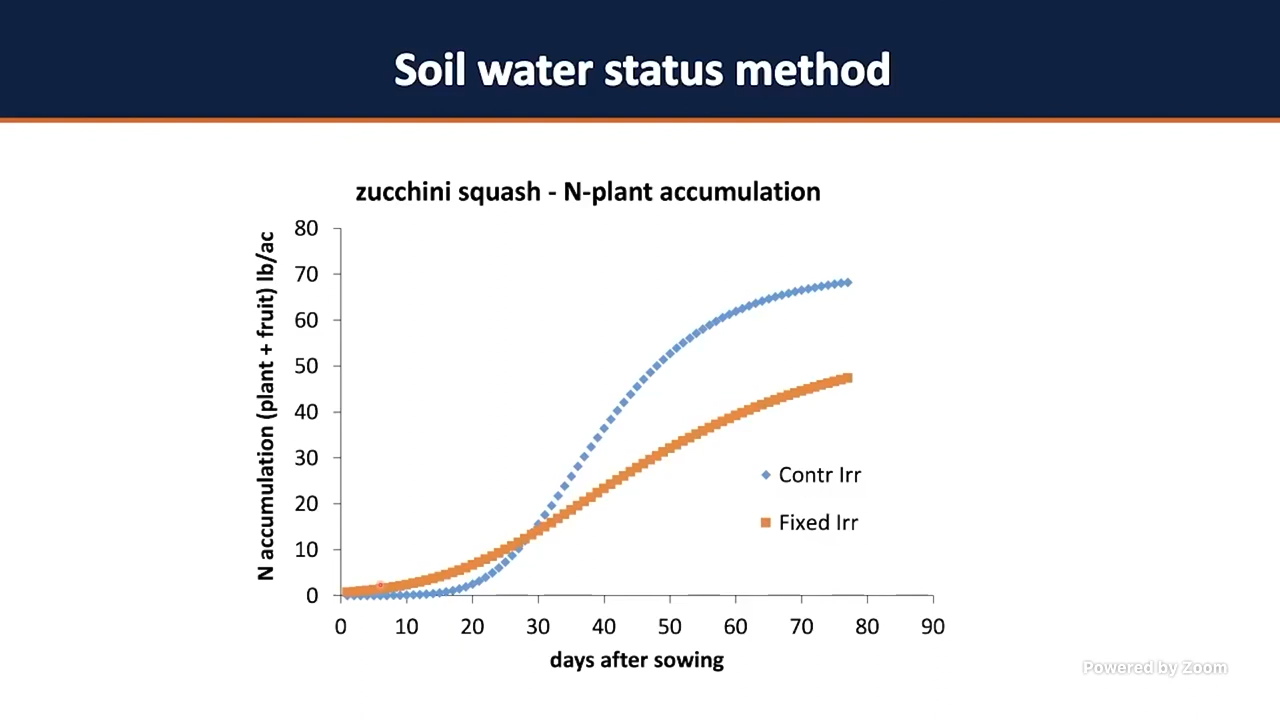 Soil water status method
zucchini squash - N-plant accumulation
N accumulation (plant + fruit) lb/ac
80
70
60
50
40
30
20
10
0
Contr Irr
Fixed Irr
0 10 20 30 40 50 60 70 80 90
days after sowing
Powered by Zoom